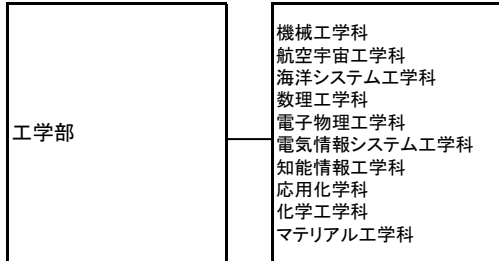 工学部
機械工学科
航空宇宙工学科
海洋システム工学科
数理工学科
電子物理工学科
電気情報システム工学科
知能情報工学科
応用化学科
化学工学科
マテリアル工学科